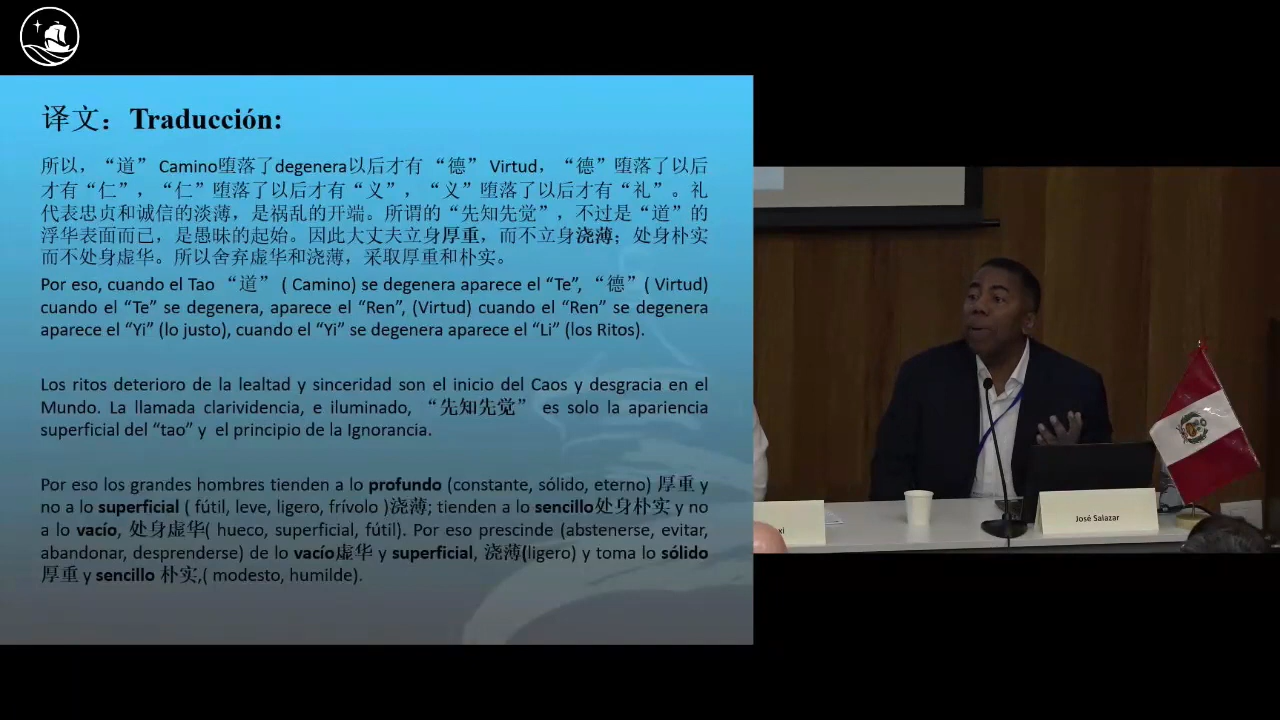 译文：Traducción:
所以，“道” Camino堕落了degenera以后才有 “德” Virtud，“德”堕落了以后
才有“仁”，“仁”堕落了以后才有“义”，“义”堕落了以后才有“礼”。礼
代表忠贞和诚信的淡薄，是祸乱的开端。所谓的“先知先觉”，不过是“道”的
浮华表面而已，是愚昧的起始。因此大丈夫立身厚重，而不立身浇薄；处身朴实
而不处身虚华。所以舍弃虚华和浇薄，采取厚重和朴实。
Por eso, cuando el Tao “道” ( Camino) se degenera aparece el “Te”, “德” ( Virtud)
cuando el “Te” se degenera, aparece el “Ren”, (Virtud) cuando el “Ren” se degenera
aparece el “Yi” (lo justo), cuando el “Yi” se degenera aparece el “Li” (los Ritos).
Los ritos deterioro de la lealtad y sinceridad son el inicio del Caos y desgracia en el
Mundo. La llamada clarividencia, e iluminado, “先知先觉” es solo la apariencia
superficial del “tao” y el principio de la Ignorancia.
Por eso los grandes hombres tienden a lo profundo (constante, sólido, eterno) 厚重 y
no a lo superficial ( fútil, leve, ligero, frívolo )浇薄; tienden a lo sencillo处身朴实 y no
a lo vacío, 处身虚华( hueco, superficial, fútil). Por eso prescinde (abstenerse, evitar,
abandonar, desprenderse) de lo vacío虚华 y superficial, 浇薄(ligero) y toma lo sólido
厚重 y sencillo 朴实,( modesto, humilde).
José Salazar